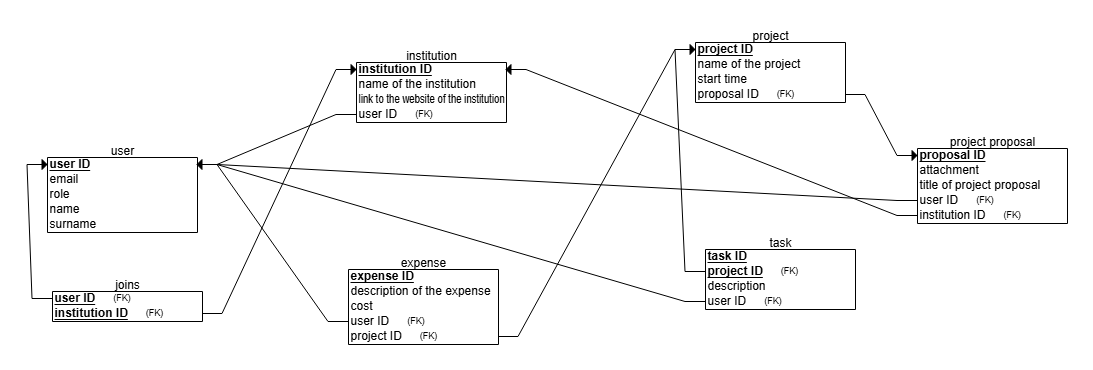 project
project ID
name of the project
start time
proposal ID (FK)
institution
institution ID
name of the institution
link to the website of the institution
user ID (FK)
project proposal
proposal ID
attachment
title of project proposal
user ID (FK)
institution ID (FK)
user
user ID
email
role
name
surname
task
task ID
project ID (FK)
description
user ID (FK)
expense
expense ID
description of the expense
cost
user ID (FK)
project ID (FK)
joins
user ID (FK)
institution ID (FK)